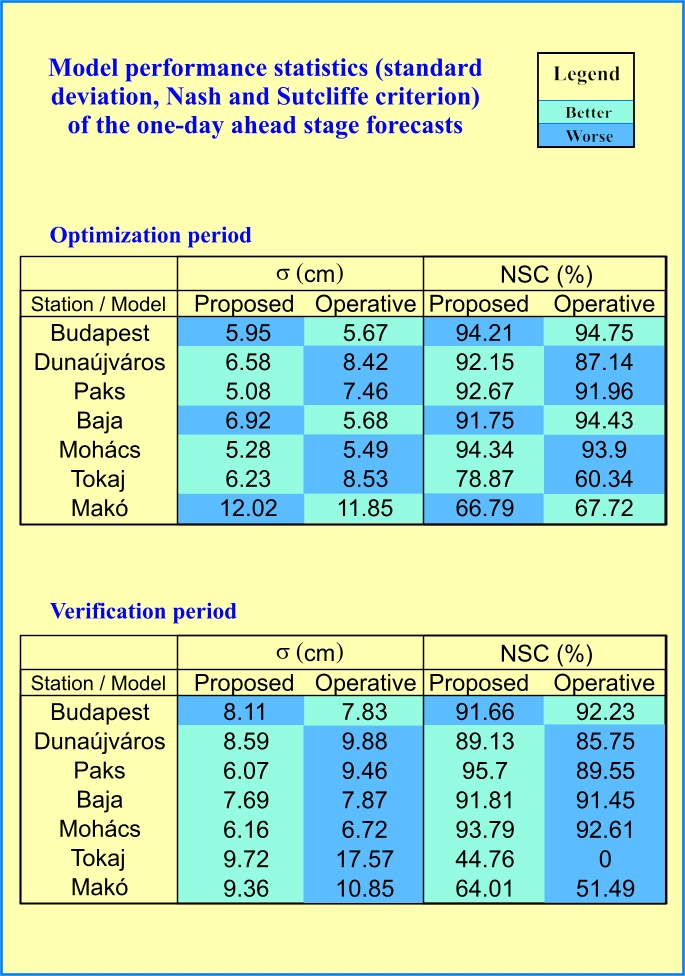 Model performance statistics (standard
deviation, Nash and Sutcliffe criterion)
of the one-day ahead stage forecasts
Legend
Better
Worse
Optimization period
σ (cm) NSC (%)
Station / Model Proposed Operative Proposed Operative
Budapest 5.95 5.67 94.21 94.75
Dunaújváros 6.58 8.42 92.15 87.14
Paks 5.08 7.46 92.67 91.96
Baja 6.92 5.68 91.75 94.43
Mohács 5.28 5.49 94.34 93.9
Tokaj 6.23 8.53 78.87 60.34
Makó 12.02 11.85 66.79 67.72
Verification period
σ (cm) NSC (%)
Station / Model Proposed Operative Proposed Operative
Budapest 8.11 7.83 91.66 92.23
Dunaújváros 8.59 9.88 89.13 85.75
Paks 6.07 9.46 95.7 89.55
Baja 7.69 7.87 91.81 91.45
Mohács 6.16 6.72 93.79 92.61
Tokaj 9.72 17.57 44.76 0
Makó 9.36 10.85 64.01 51.49